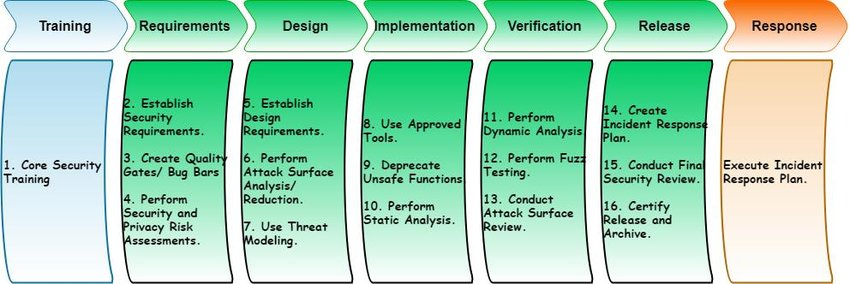 Training
Requirements
Design
Implementation
Verification
Release
Response
1. Core Security
Training
2. Establish
Security
Requirements.
3. Create Quality
Gates/ Bug Bars
4. Perform
Security and
Privacy Risk
Assessments.
5. Establish
Design
Requirements.
6. Perform
Attack Surface
Analysis/
Reduction.
7. Use Threat
Modeling.
8. Use Approved
Tools.
9. Deprecate
Unsafe Functions
10. Perform
Static Analysis.
11. Perform
Dynamic Analysis
12. Perform Fuzz
Testing.
13. Conduct
Attack Surface
Review.
14. Create
Incident Response
Plan.
15. Conduct Final
Security Review.
16. Certify
Release and
Archive.
Execute Incident
Response Plan.